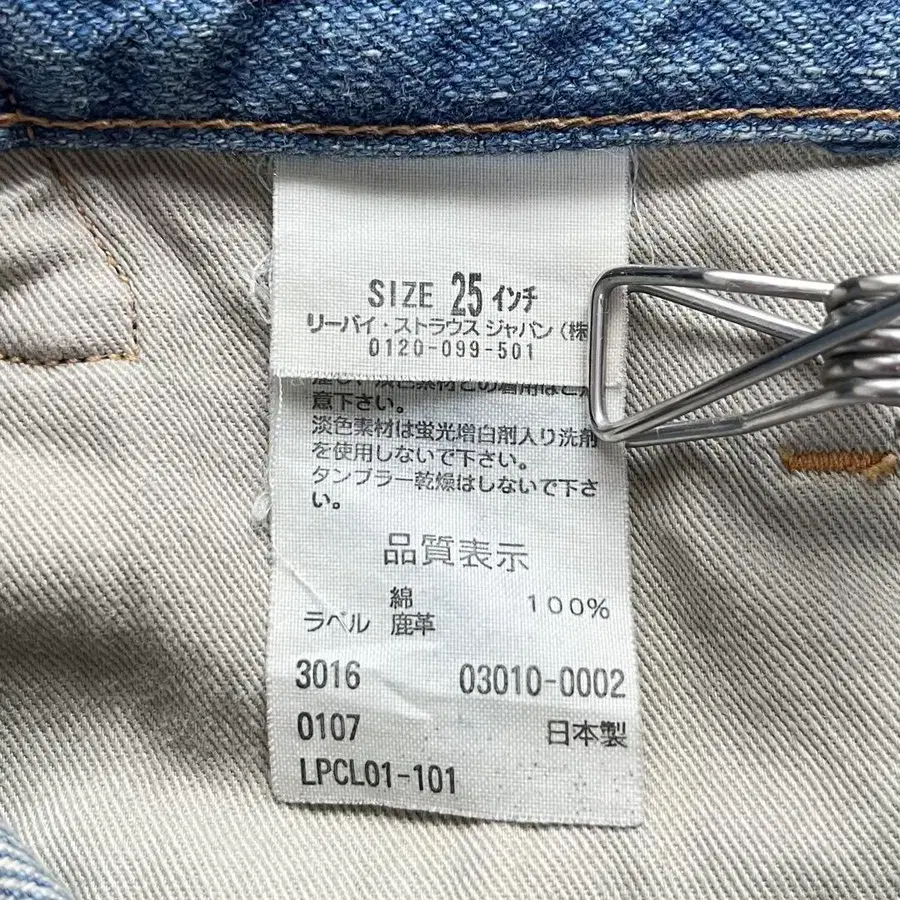 SIZE 25 インチ
リーバイ・ストラウス ジャパン（株
0120-099-501
意下さい。
淡色素材は蛍光増白剤入り洗剤
を使用しないで下さい。
タンブラー乾燥はしないで下さ
い。
品質表示
綿 100%
ラベル 鹿革
3016 03010-0002
0107 日本製
LPCL01-101